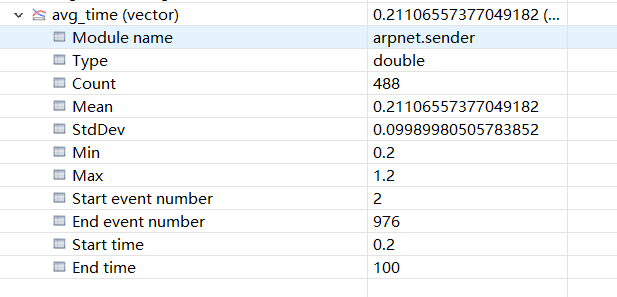 avg_time (vector) 0.21106557377049182 (...
Module name arpnet.sender
Type double
Count 488
Mean 0.21106557377049182
StdDev 0.09989980505783852
Min 0.2
Max 1.2
Start event number 2
End event number 976
Start time 0.2
End time 100